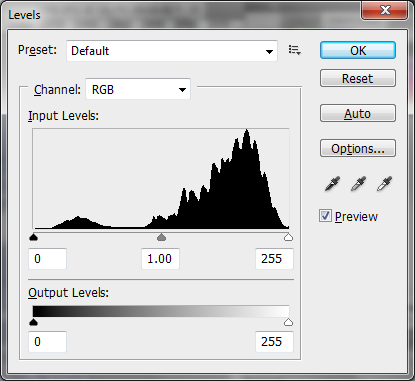 Levels
Preset: Default
OK
Channel: RGB
Reset
Input Levels:
Auto
Options...
Preview
0 1.00 255
Output Levels:
0 255